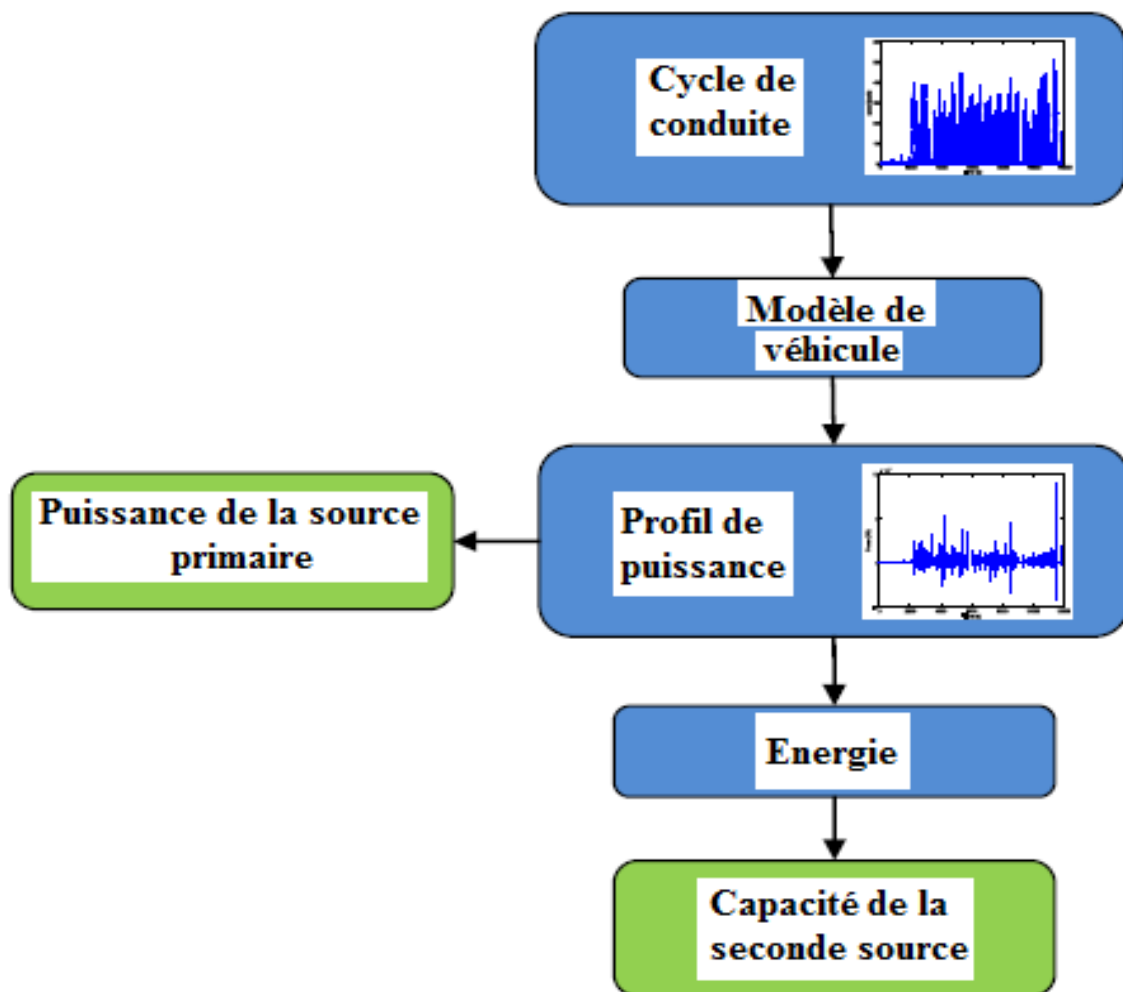 Cycle de
conduite
Modèle de
véhicule
Puissance de la source
primaire
Profil de
puissance
Energie
Capacité de la
seconde source